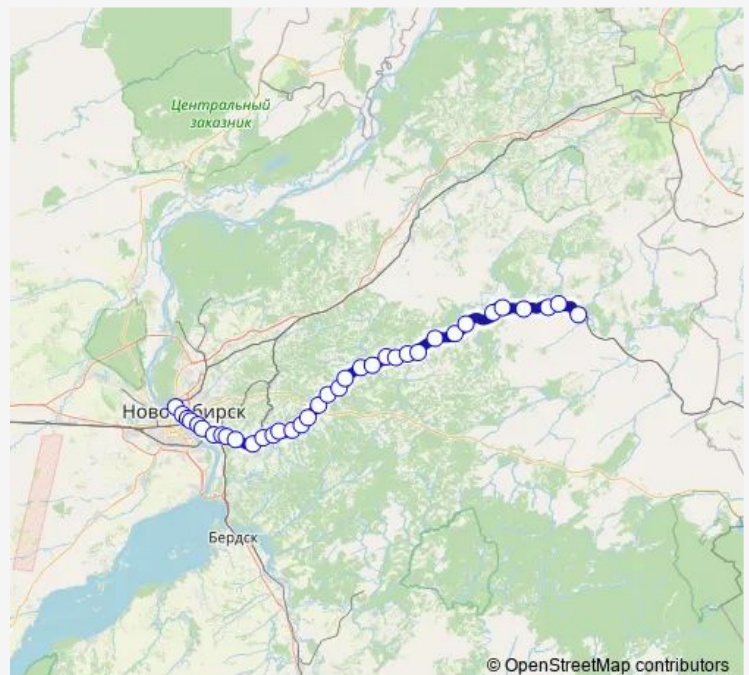 Центральный
заказник
Новосибирск
Бердск
© OpenStreetMap contributors